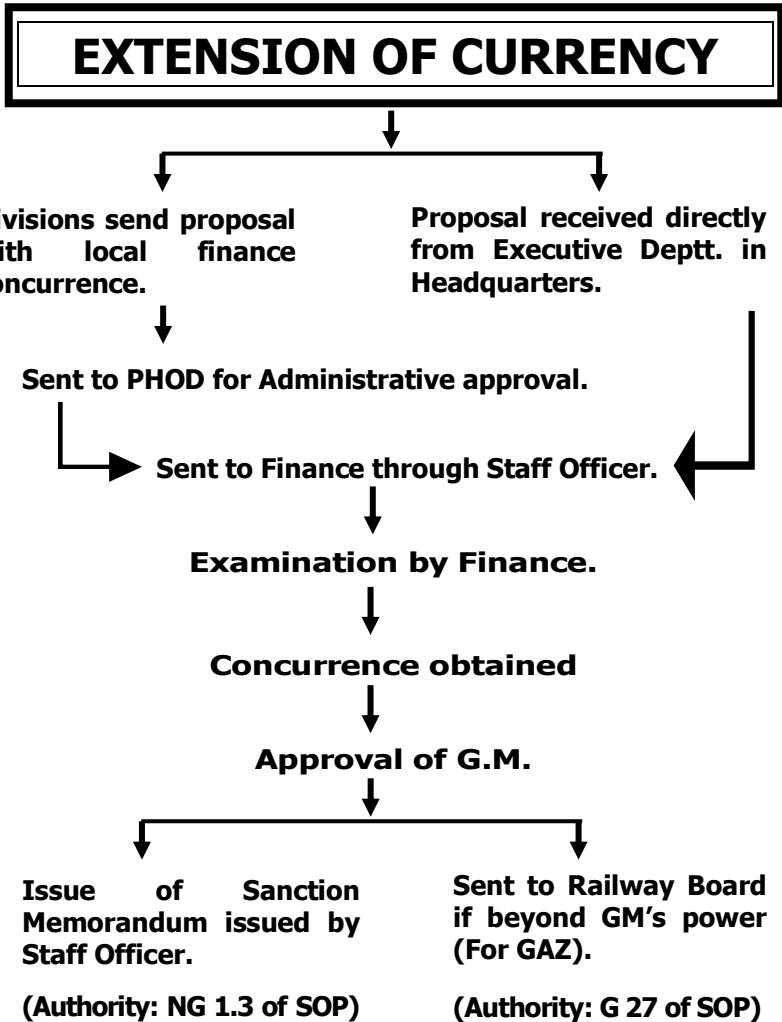 EXTENSION OF CURRENCY
ivisions send proposal
ith local finance
oncurrence.
Proposal received directly
from Executive Deptt. in
Headquarters.
Sent to PHOD for Administrative approval.
Sent to Finance through Staff Officer.
Examination by Finance.
Concurrence obtained
Approval of G.M.
Issue of Sanction
Memorandum issued by
Staff Officer.
(Authority: NG 1.3 of SOP)
Sent to Railway Board
if beyond GM's power
(For GAZ).
(Authority: G 27 of SOP)